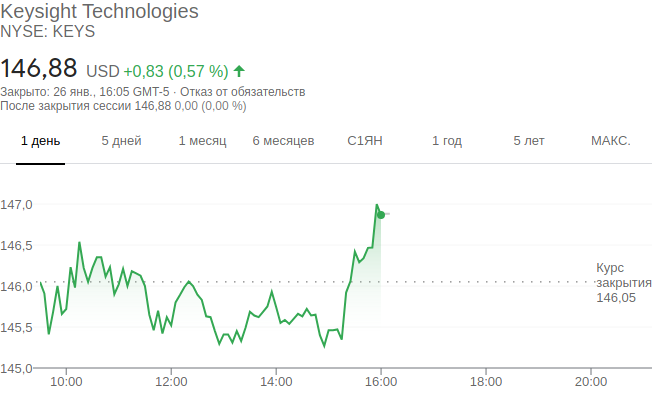 Keysight Technologies
NYSE: KEYS
146,88 USD +0,83 (0,57 %)
Закрыто: 26 янв., 16:05 GMT-5 · Отказ от обязательств
После закрытия сессии 146,88 0,00 (0,00 %)
1 день 5 дней 1 месяц 6 месяцев С1ЯН 1 год 5 лет МАКС.
147,0
146,5
Курс
закрытия
146,05
146,0
145,5
145,0
10:00 12:00 14:00 16:00 18:00 20:00